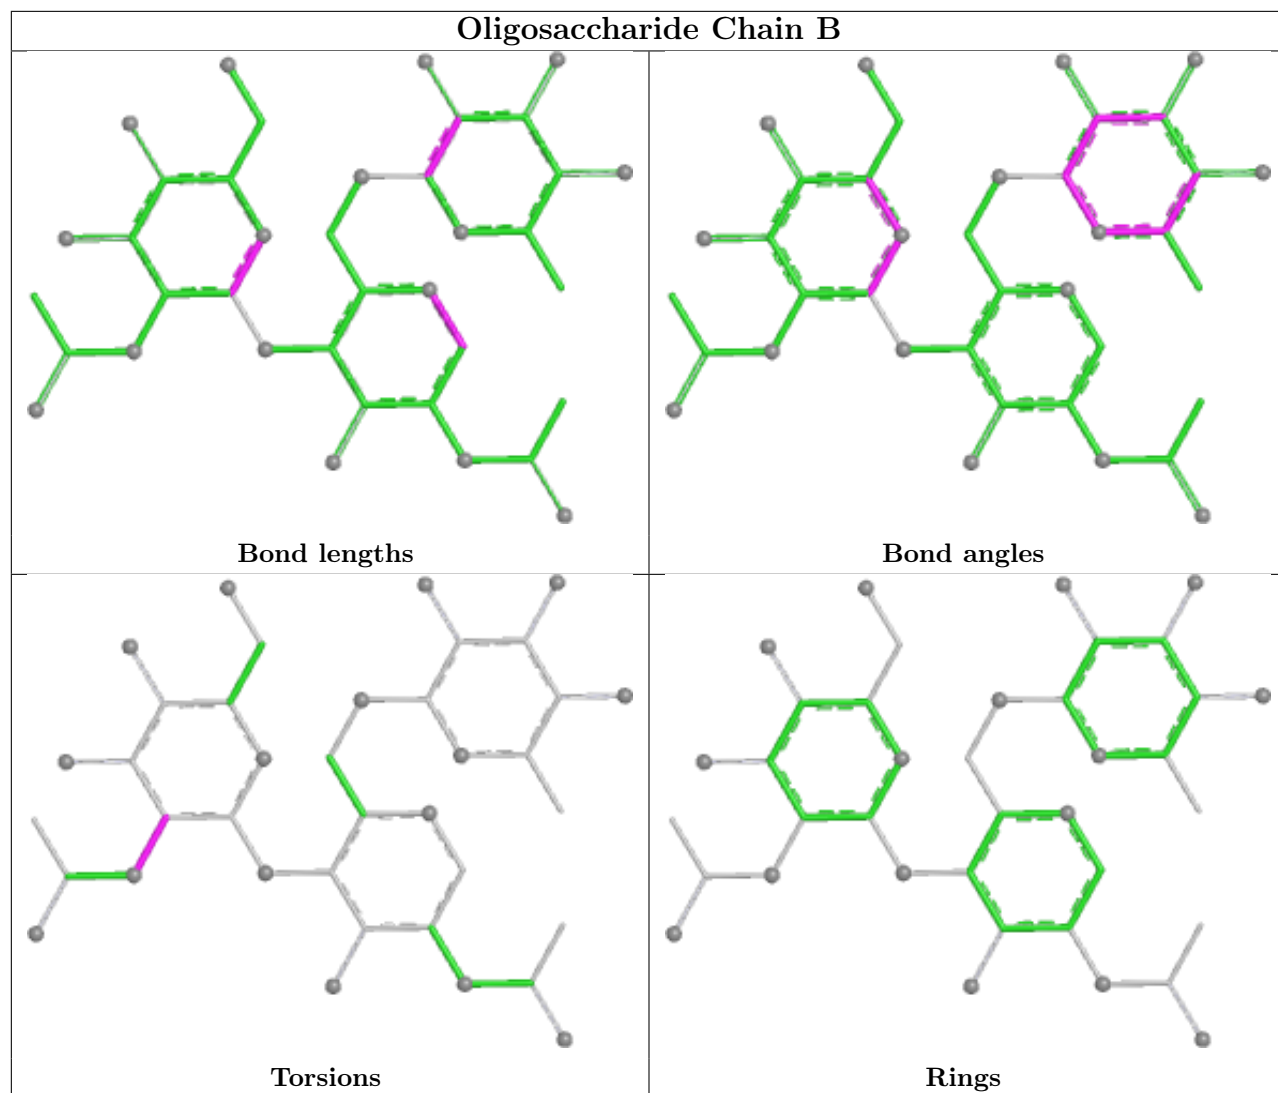 Oligosaccharide Chain B
Bond lengths
Bond angles
Torsions
Rings